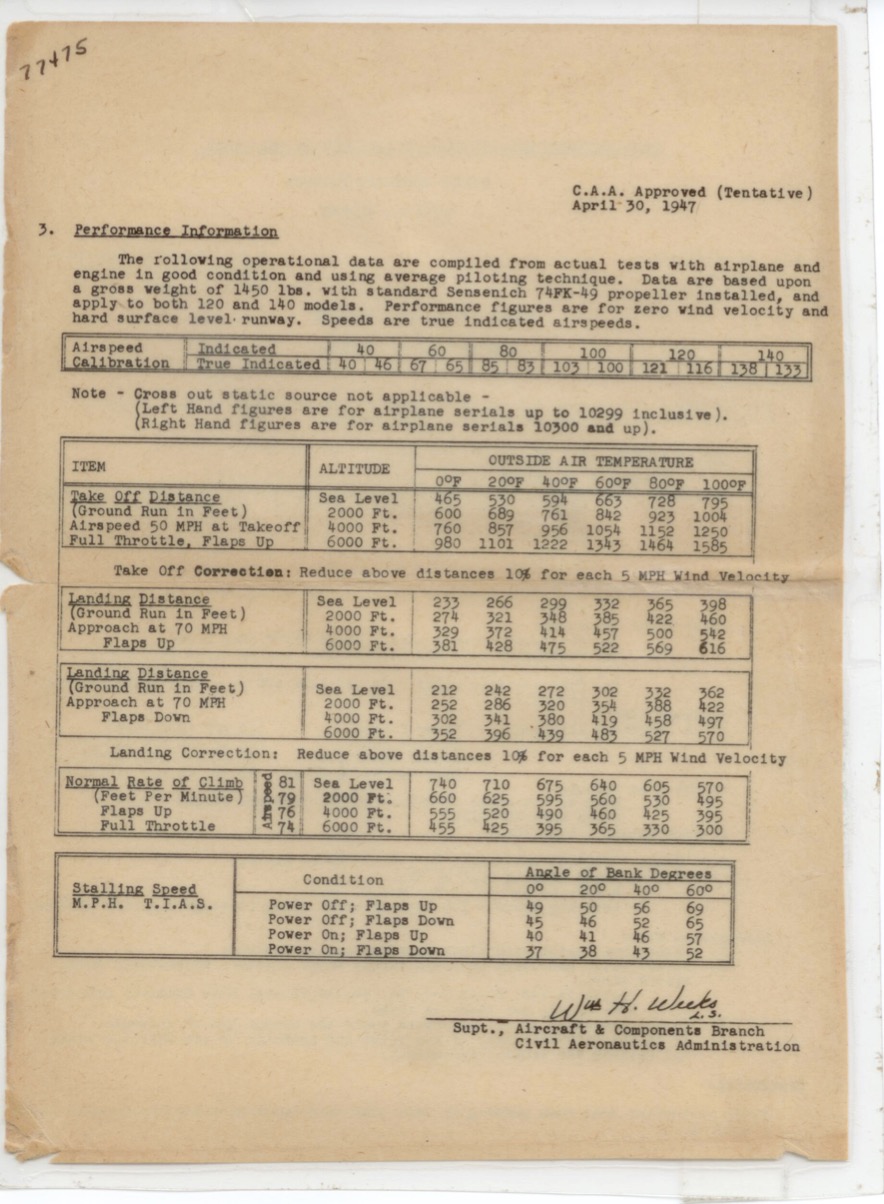 77475
C.A.A. Approved (Tentative)
April 30, 1947
3. Performance Information
The following operational data are compiled from actual tests with airplane and
engine in good condition and using average piloting technique. Data are based upon
a gross weight of 1450 lbs. with standard Sensenich 74FK-49 propeller installed, and
apply to both 120 and 140 models. Performance figures are for zero wind velocity and
hard surface level runway. Speeds are true indicated airspeeds.
Airspeed Indicated 40 60 80 100 120 140
Calibration True Indicated 40 46 67 65 85 83 103 100 121 116 138 133
Note - Cross out static source not applicable -
(Left Hand figures are for airplane serials up to 10299 inclusive).
(Right Hand figures are for airplane serials 10300 and up).
ITEM ALTITUDE OUTSIDE AIR TEMPERATURE
0°F 20°F 40°F 60°F 80°F 100°F
Take Off Distance Sea Level 465 530 594 663 728 795
(Ground Run in Feet) 2000 Ft. 600 689 761 842 923 1004
Airspeed 50 MPH at Takeoff 4000 Ft. 760 857 956 1054 1152 1250
Full Throttle, Flaps Up 6000 Ft. 980 1101 1222 1343 1464 1585
Take Off Correction: Reduce above distances 10% for each 5 MPH Wind Velocity
Landing Distance Sea Level 233 266 299 332 365 398
(Ground Run in Feet) 2000 Ft. 274 321 348 385 422 460
Approach at 70 MPH 4000 Ft. 329 372 414 457 500 542
Flaps Up 6000 Ft. 381 428 475 522 569 616
Landing Distance
(Ground Run in Feet) Sea Level 212 242 272 302 332 362
Approach at 70 MPH 2000 Ft. 252 286 320 354 388 422
Flaps Down 4000 Ft. 302 341 380 419 458 497
6000 Ft. 352 396 439 483 527 570
Landing Correction: Reduce above distances 10% for each 5 MPH Wind Velocity
Normal Rate of Climb Airspeed 81 Sea Level 740 710 675 640 605 570
(Feet Per Minute) 79 2000 Ft. 660 625 595 560 530 495
Flaps Up 76 4000 Ft. 555 520 490 460 425 395
Full Throttle 74 6000 Ft. 455 425 395 365 330 300
Stalling Speed Condition Angle of Bank Degrees
M.P.H. T.I.A.S. 0° 20° 40° 60°
Power Off; Flaps Up 49 50 56 69
Power Off; Flaps Down 45 46 52 65
Power On; Flaps Up 40 41 46 57
Power On; Flaps Down 37 38 43 52
Wm H. Weeks
L.S.
Supt., Aircraft & Components Branch
Civil Aeronautics Administration